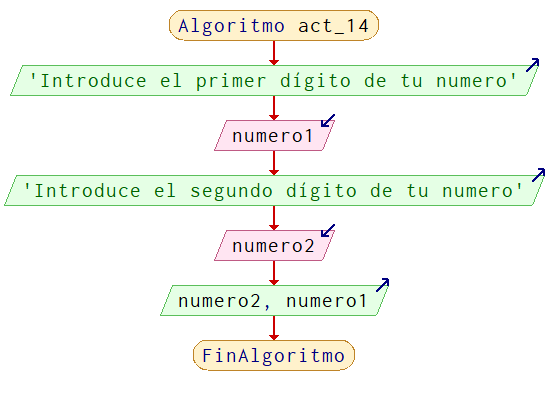 Algoritmo act_14
'Introduce el primer dígito de tu numero'
numero1
'Introduce el segundo dígito de tu numero'
numero2
numero2, numero1
FinAlgoritmo